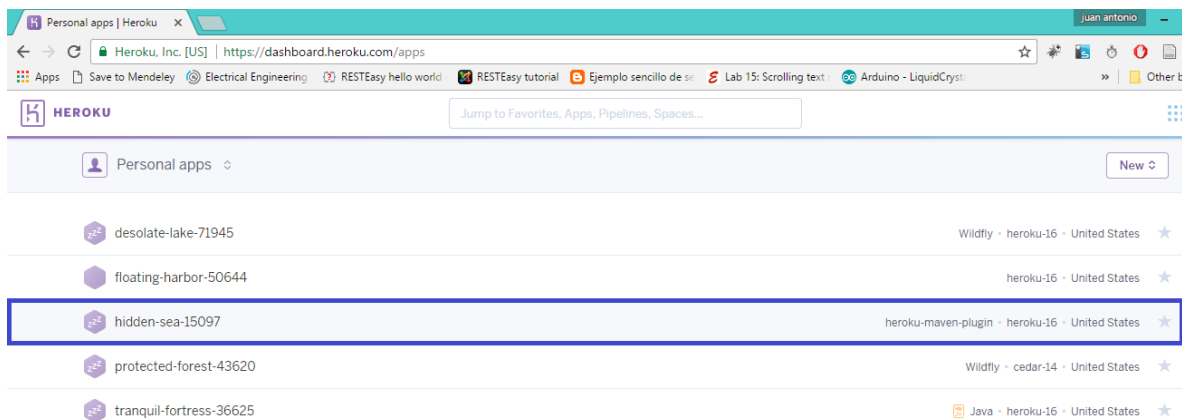 Personal apps | Heroku
juan antonio
Heroku, Inc. [US] | https://dashboard.heroku.com/apps
Apps Save to Mendeley Electrical Engineering RESTEasy hello world RESTEasy tutorial Ejemplo sencillo de se Lab 15: Scrolling text Arduino - LiquidCryst » Other b
HEROKU Jump to Favorites, Apps, Pipelines, Spaces...
Personal apps New
desolate-lake-71945 Wildfly • heroku-16 • United States
floating-harbor-50644 heroku-16 • United States
hidden-sea-15097 heroku-maven-plugin • heroku-16 • United States
protected-forest-43620 Wildfly • cedar-14 • United States
tranquil-fortress-36625 Java • heroku-16 • United States